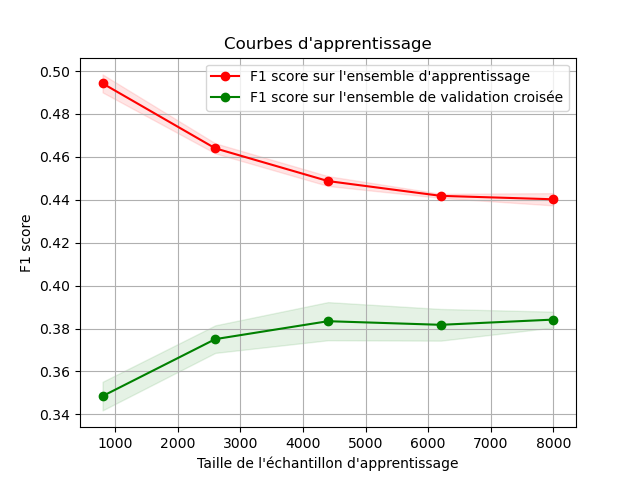 Courbes d'apprentissage
F1 score sur l'ensemble d'apprentissage
F1 score sur l'ensemble de validation croisée
F1 score
0.50
0.48
0.46
0.44
0.42
0.40
0.38
0.36
0.34
1000 2000 3000 4000 5000 6000 7000 8000
Taille de l'échantillon d'apprentissage